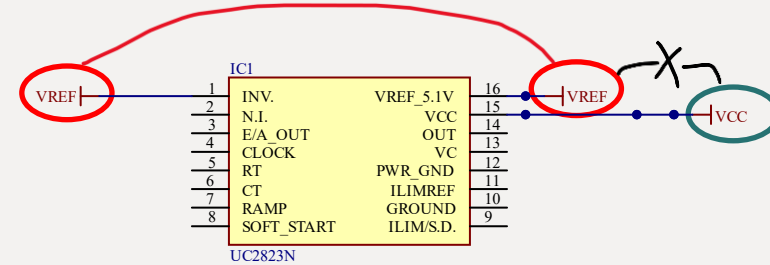 IC1
VREF
1 INV. VREF_5.1V 16 VREF
2 N.I. VCC 15 VCC
3 E/A_OUT OUT 14
4 CLOCK VC 13
5 RT PWR_GND 12
6 CT ILIMREF 11
7 RAMP GROUND 10
8 SOFT_START ILIM/S.D. 9
UC2823N
X